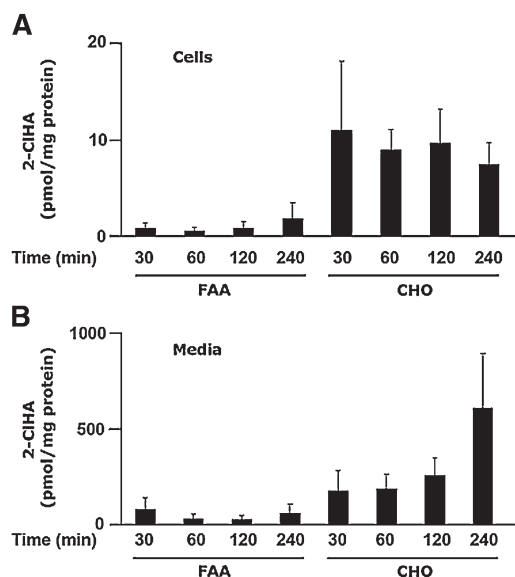 A
20
Cells
2-ClHA
(pmol/mg protein)
10
0
Time (min) 30 60 120 240 30 60 120 240
FAA CHO
B
1000
Media
2-ClHA
(pmol/mg protein)
500
0
Time (min) 30 60 120 240 30 60 120 240
FAA CHO